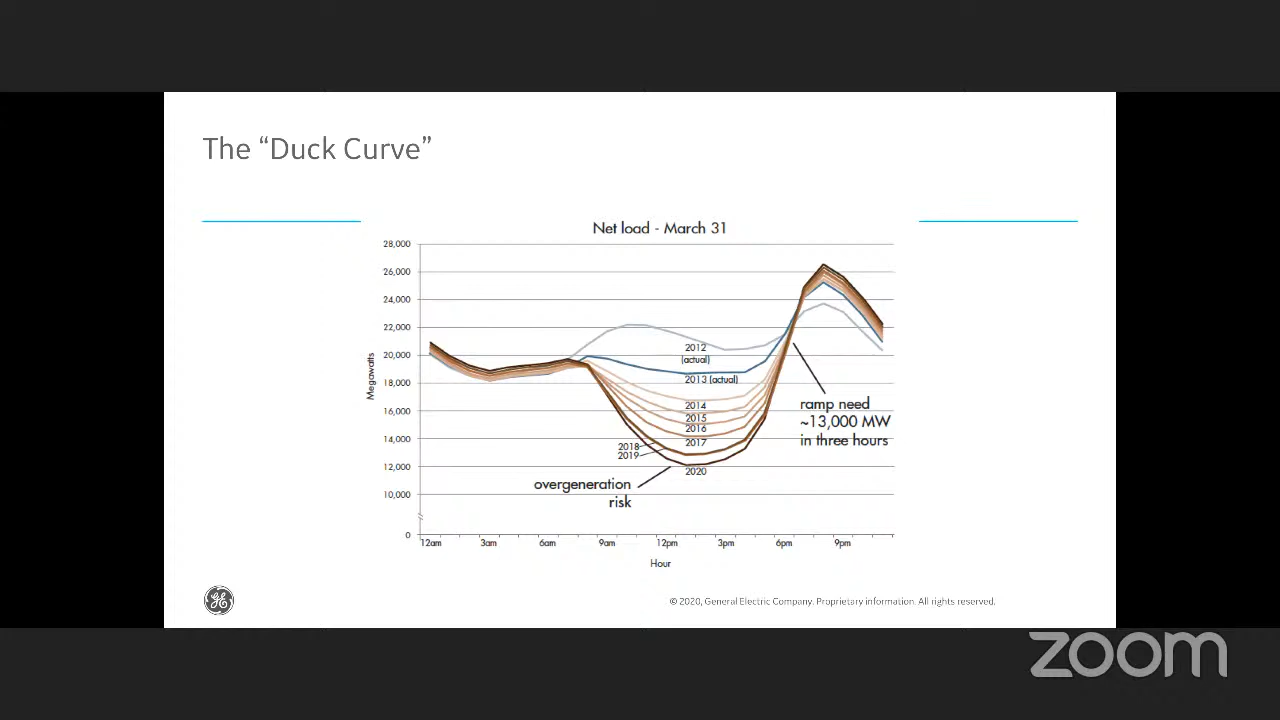 The “Duck Curve”
Net load - March 31
28,000
26,000
24,000
22,000
20,000
18,000
16,000
14,000
12,000
10,000
0
Megawatts
2012
(actual)
2013 (actual)
2014
2015
2016
2017
2018
2019
2020
overgeneration
risk
ramp need
~13,000 MW
in three hours
12am 3am 6am 9am 12pm 3pm 6pm 9pm
Hour
GE
© 2020, General Electric Company. Proprietary information. All rights reserved.
zoom